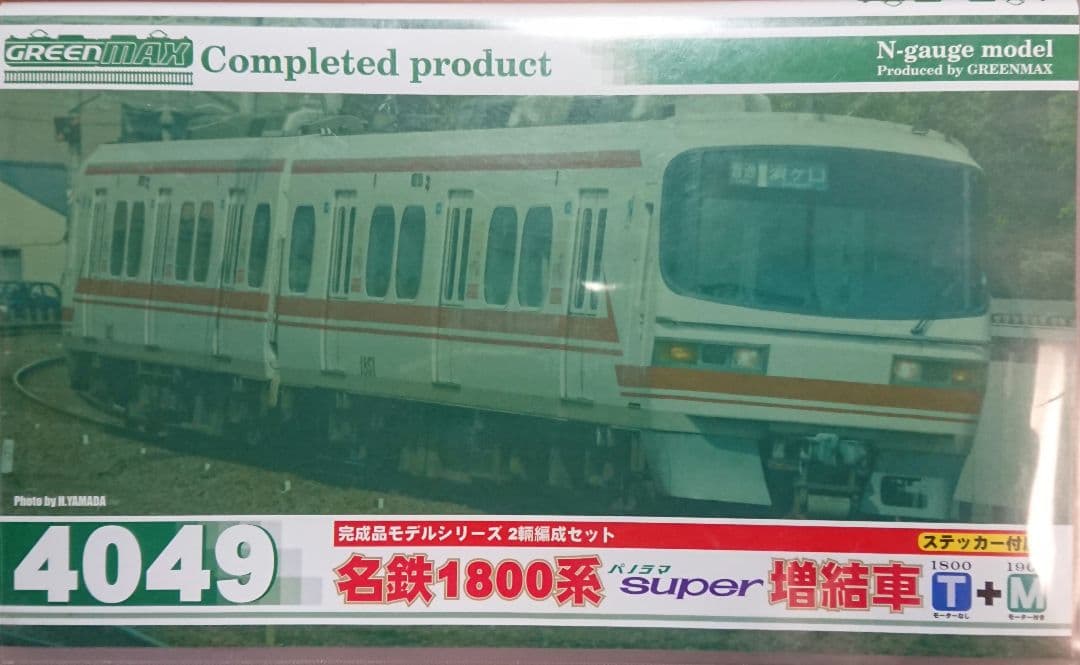 GREENMAX Completed product
N-gauge model
Produced by GREENMAX
Photo by H.YAMADA
4049
完成品モデルシリーズ 2輛編成セット
ステッカー付
名鉄1800系 パノラマ super 増結車
1800 190
T + M
モーターなし モーター付き